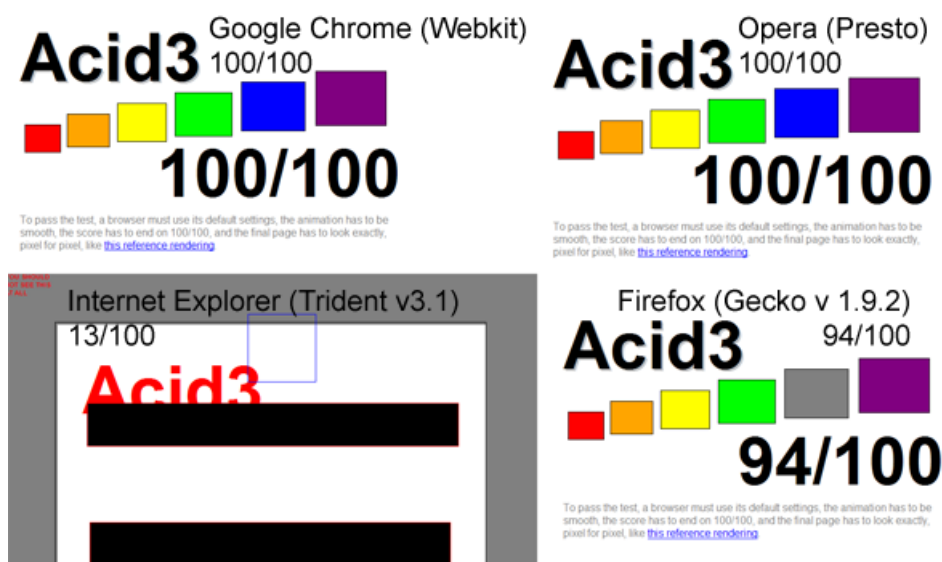 Google Chrome (Webkit)
Acid3 100/100
100/100
To pass the test, a browser must use its default settings, the animation has to be
smooth, the score has to end on 100/100, and the final page has to look exactly,
pixel for pixel, like this reference rendering.
Opera (Presto)
Acid3 100/100
100/100
To pass the test, a browser must use its default settings, the animation has to be
smooth, the score has to end on 100/100, and the final page has to look exactly,
pixel for pixel, like this reference rendering.
YOU SHOULD
NOT SEE THIS
AT ALL
Internet Explorer (Trident v3.1)
13/100
Acid3
Firefox (Gecko v 1.9.2)
Acid3 94/100
94/100
To pass the test, a browser must use its default settings, the animation has to be
smooth, the score has to end on 100/100, and the final page has to look exactly,
pixel for pixel, like this reference rendering.